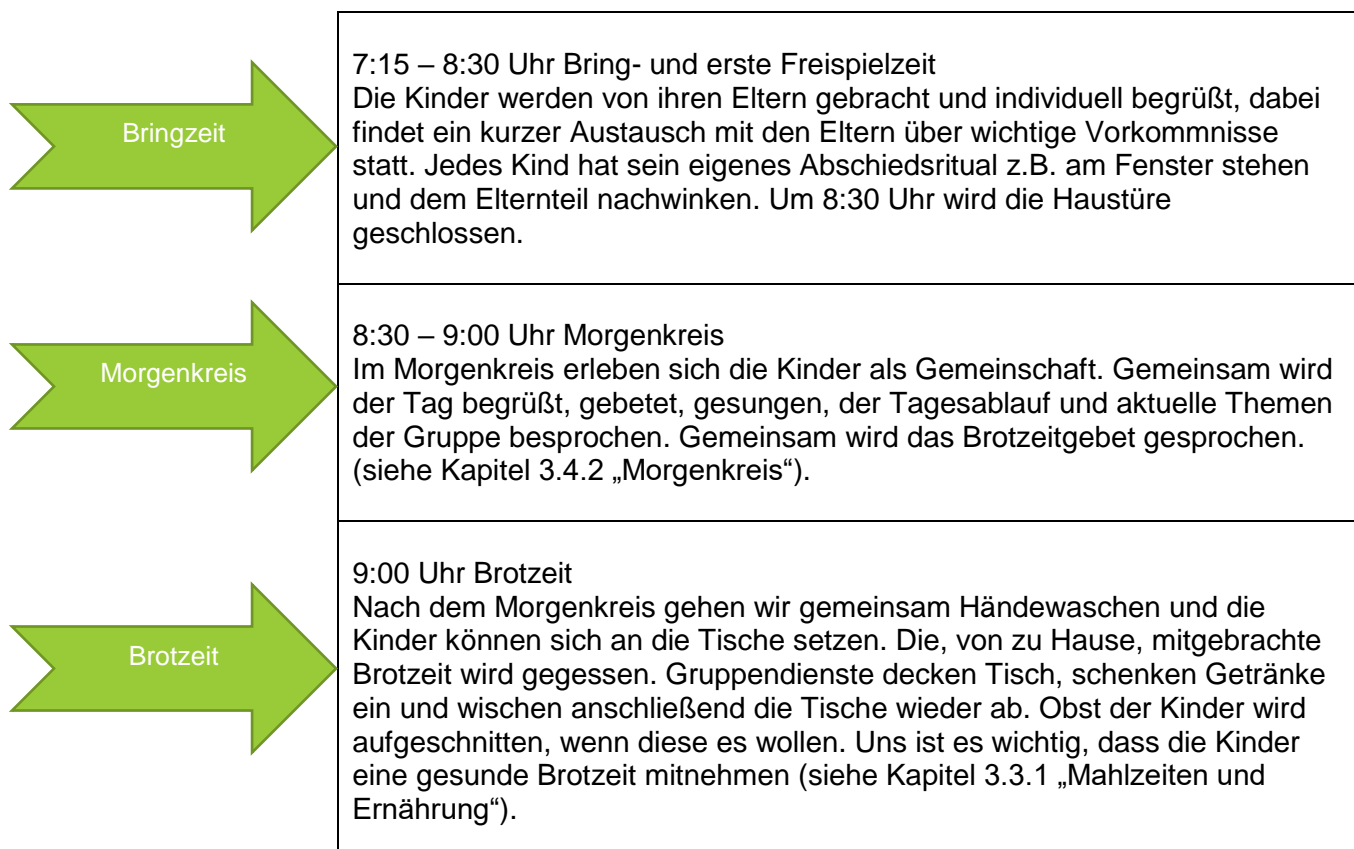 Bringzeit
7:15 – 8:30 Uhr Bring- und erste Freispielzeit
Die Kinder werden von ihren Eltern gebracht und individuell begrüßt, dabei
findet ein kurzer Austausch mit den Eltern über wichtige Vorkommnisse
statt. Jedes Kind hat sein eigenes Abschiedsritual z.B. am Fenster stehen
und dem Elternteil nachwinken. Um 8:30 Uhr wird die Haustüre
geschlossen.
Morgenkreis
8:30 – 9:00 Uhr Morgenkreis
Im Morgenkreis erleben sich die Kinder als Gemeinschaft. Gemeinsam wird
der Tag begrüßt, gebetet, gesungen, der Tagesablauf und aktuelle Themen
der Gruppe besprochen. Gemeinsam wird das Brotzeitgebet gesprochen.
(siehe Kapitel 3.4.2 „Morgenkreis“).
Brotzeit
9:00 Uhr Brotzeit
Nach dem Morgenkreis gehen wir gemeinsam Händewaschen und die
Kinder können sich an die Tische setzen. Die, von zu Hause, mitgebrachte
Brotzeit wird gegessen. Gruppendienste decken Tisch, schenken Getränke
ein und wischen anschließend die Tische wieder ab. Obst der Kinder wird
aufgeschnitten, wenn diese es wollen. Uns ist es wichtig, dass die Kinder
eine gesunde Brotzeit mitnehmen (siehe Kapitel 3.3.1 „Mahlzeiten und
Ernährung“).